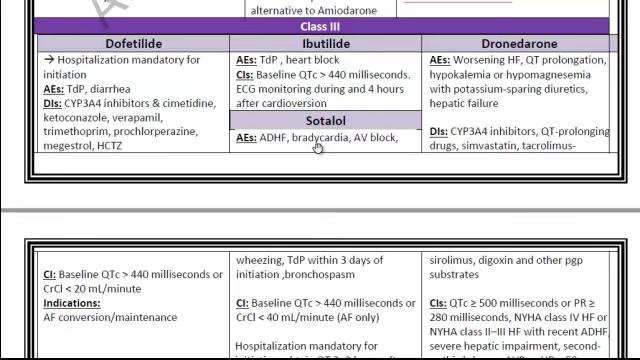 alternative to Amiodarone
Class III
Dofetilide
→ Hospitalization mandatory for
initiation
AEs: TdP, diarrhea
DIs: CYP3A4 inhibitors & cimetidine,
ketoconazole, verapamil,
trimethoprim, prochlorperazine,
megestrol, HCTZ
Ibutilide
AEs: TdP , heart block
CIs: Baseline QTc > 440 milliseconds.
ECG monitoring during and 4 hours
after cardioversion
Sotalol
AEs: ADHF, bradycardia, AV block,
Dronedarone
AEs: Worsening HF, QT prolongation,
hypokalemia or hypomagnesemia
with potassium-sparing diuretics,
hepatic failure
DIs: CYP3A4 inhibitors, QT-prolonging
drugs, simvastatin, tacrolimus-
CI: Baseline QTc > 440 milliseconds or
CrCl < 20 mL/minute
Indications:
AF conversion/maintenance
wheezing, TdP within 3 days of
initiation ,bronchospasm
CI: Baseline QTc > 440 milliseconds or
CrCl < 40 mL/minute (AF only)
Hospitalization mandatory for
sirolimus, digoxin and other pgp
substrates
CIs: QTc ≥ 500 milliseconds or PR ≥
280 milliseconds, NYHA class IV HF or
NYHA class II–III HF with recent ADHF,
severe hepatic impairment, second-